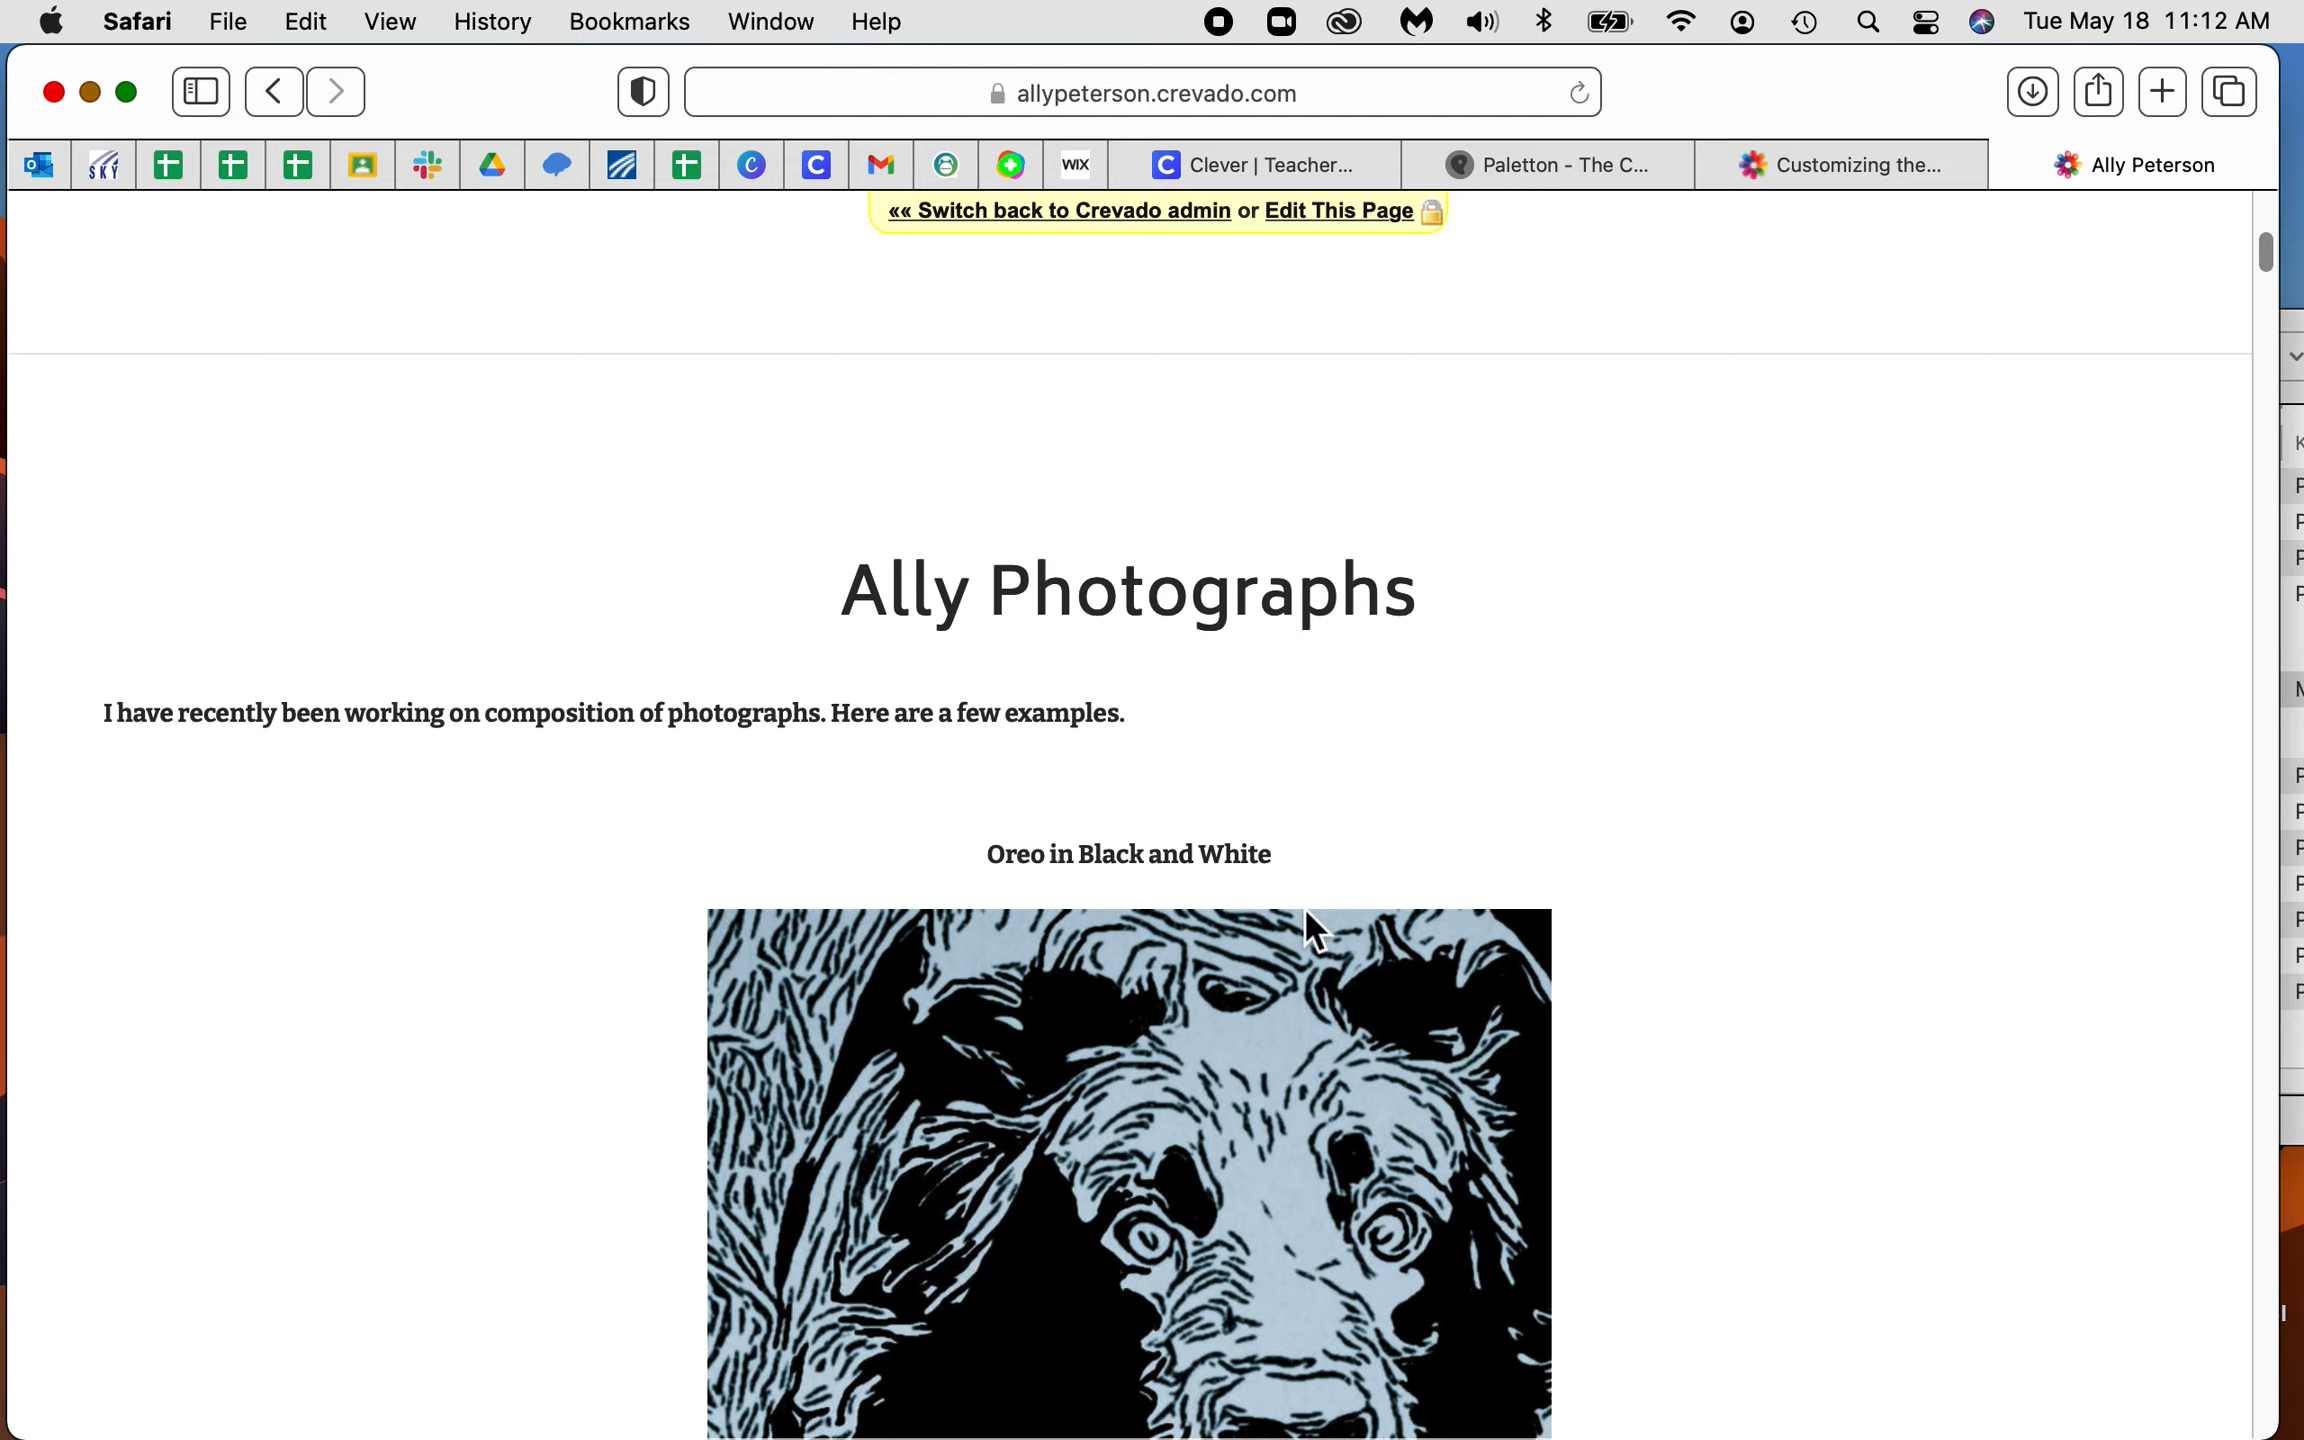 Safari File Edit View History Bookmarks Window Help Tue May 18 11:12 AM
allypeterson.crevado.com
SKY WIX Clever | Teacher... Paletton - The C... Customizing the... Ally Peterson
«« Switch back to Crevado admin or Edit This Page
Ally Photographs
I have recently been working on composition of photographs. Here are a few examples.
Oreo in Black and White